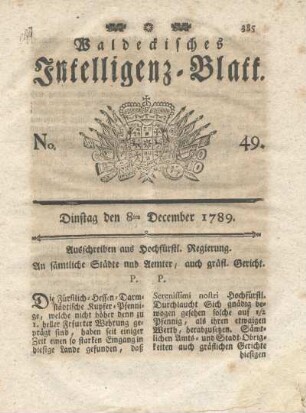 385
Waldeckisches
Intelligenz-Blatt.
No. 49.
Dinstag den 8ten December 1789.
Ausschreiben aus Hochfürstl. Regierung.
An sämtliche Städte und Aemter, auch gräfl. Gericht.
P. P.
Die Fürstlich-Hessen-Darm-
städtische Kupfer-Pfenni-
ge, welche nicht höher denn zu
1. heller Frfurter Wehrung ge-
prägt sind, haben seit einiger
Zeit einen so starken Eingang in
hiesige Lande gefunden, daß
Serenissimi nostri Hochfürstl.
Durchlaucht Sich gnädig be-
wogen gesehen solche auf 1/2
Pfennig, als ihren etwaigen
Werth, herabzusetzen. Sämt-
lichen Amts- und Stadt-Obrig-
keiten auch gräflichen Gerichte
hiesigen